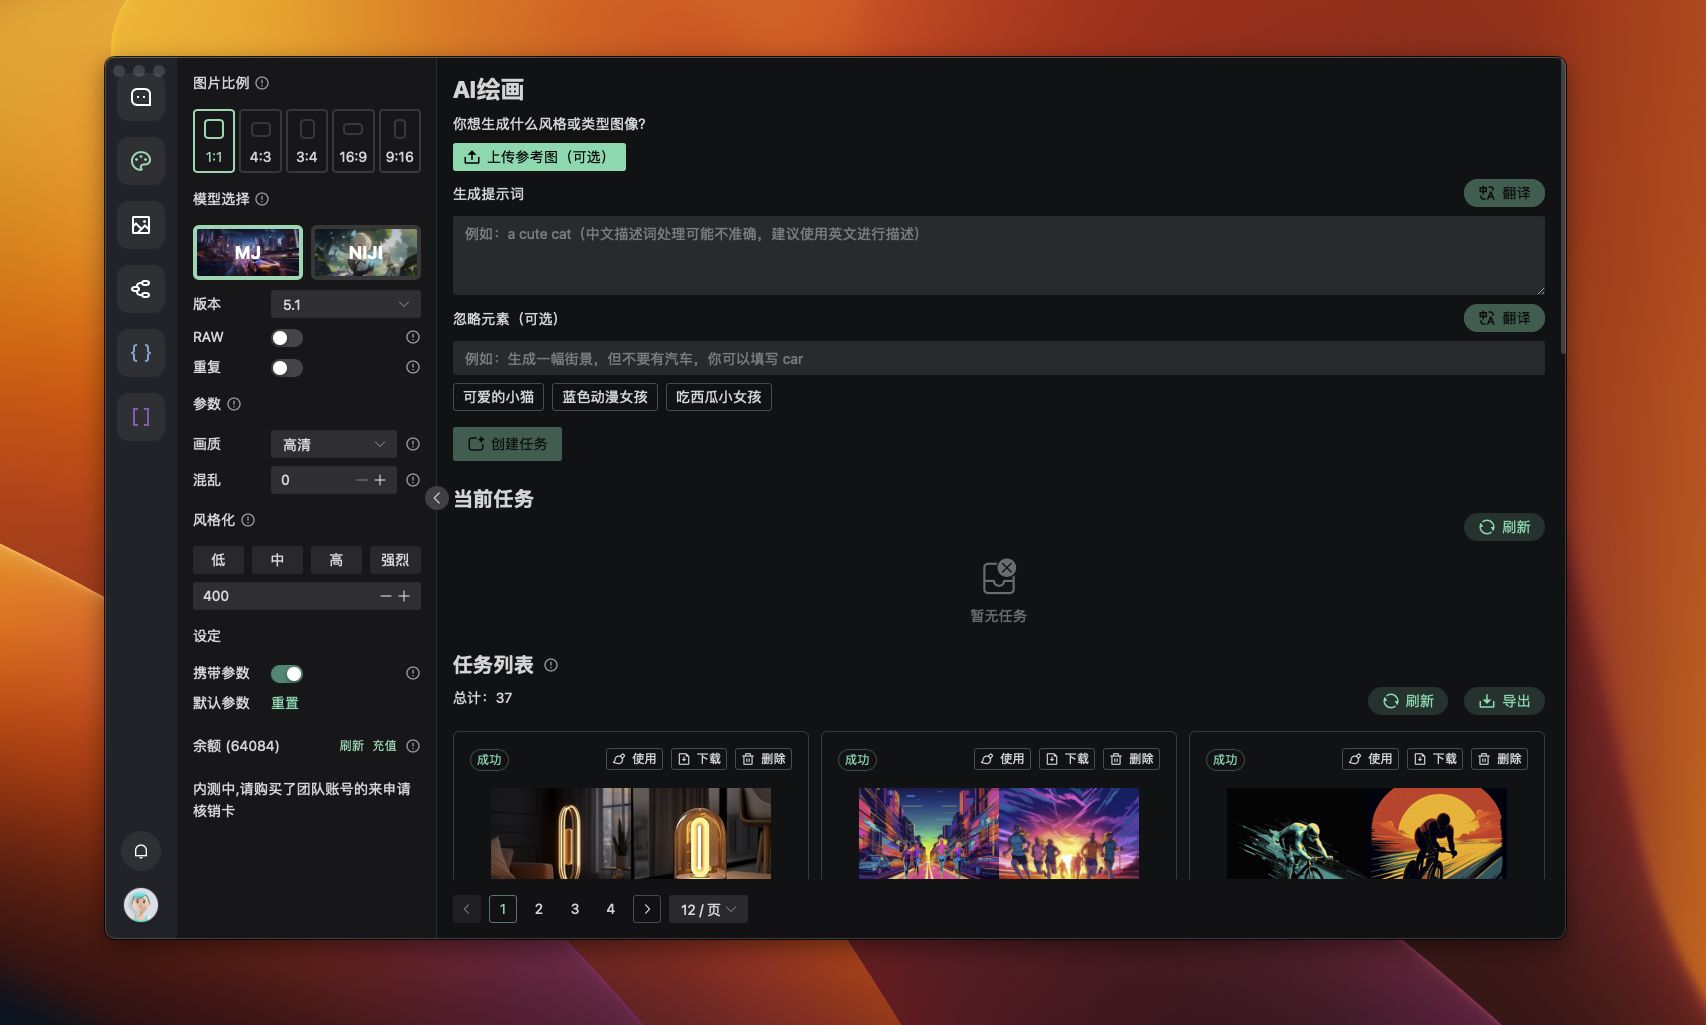 图片比例
1:1
4:3
3:4
16:9
9:16
模型选择
MJ
NIJI
版本
5.1
RAW
重复
参数
画质
高清
混乱
0
风格化
低
中
高
强烈
400
设定
携带参数
默认参数
重置
余额 (64084)
刷新
充值
内测中,请购买了团队账号的来申请
核销卡
AI绘画
你想生成什么风格或类型图像?
上传参考图（可选）
生成提示词
翻译
例如：a cute cat（中文描述词处理可能不准确，建议使用英文进行描述）
忽略元素（可选）
翻译
例如：生成一幅街景，但不要有汽车，你可以填写 car
可爱的小猫
蓝色动漫女孩
吃西瓜小女孩
创建任务
当前任务
刷新
暂无任务
任务列表
总计：37
刷新
导出
成功
使用
下载
删除
成功
使用
下载
删除
成功
使用
下载
删除
1
2
3
4
12 / 页